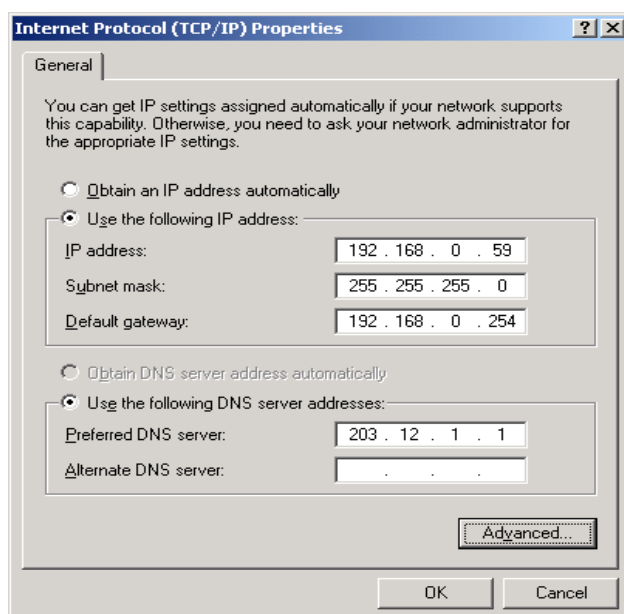 Internet Protocol (TCP/IP) Properties
General
You can get IP settings assigned automatically if your network supports
this capability. Otherwise, you need to ask your network administrator for
the appropriate IP settings.
Obtain an IP address automatically
Use the following IP address:
IP address: 192 . 168 . 0 . 59
Subnet mask: 255 . 255 . 255 . 0
Default gateway: 192 . 168 . 0 . 254
Obtain DNS server address automatically
Use the following DNS server addresses:
Preferred DNS server: 203 . 12 . 1 . 1
Alternate DNS server: . . .
Advanced...
OK Cancel